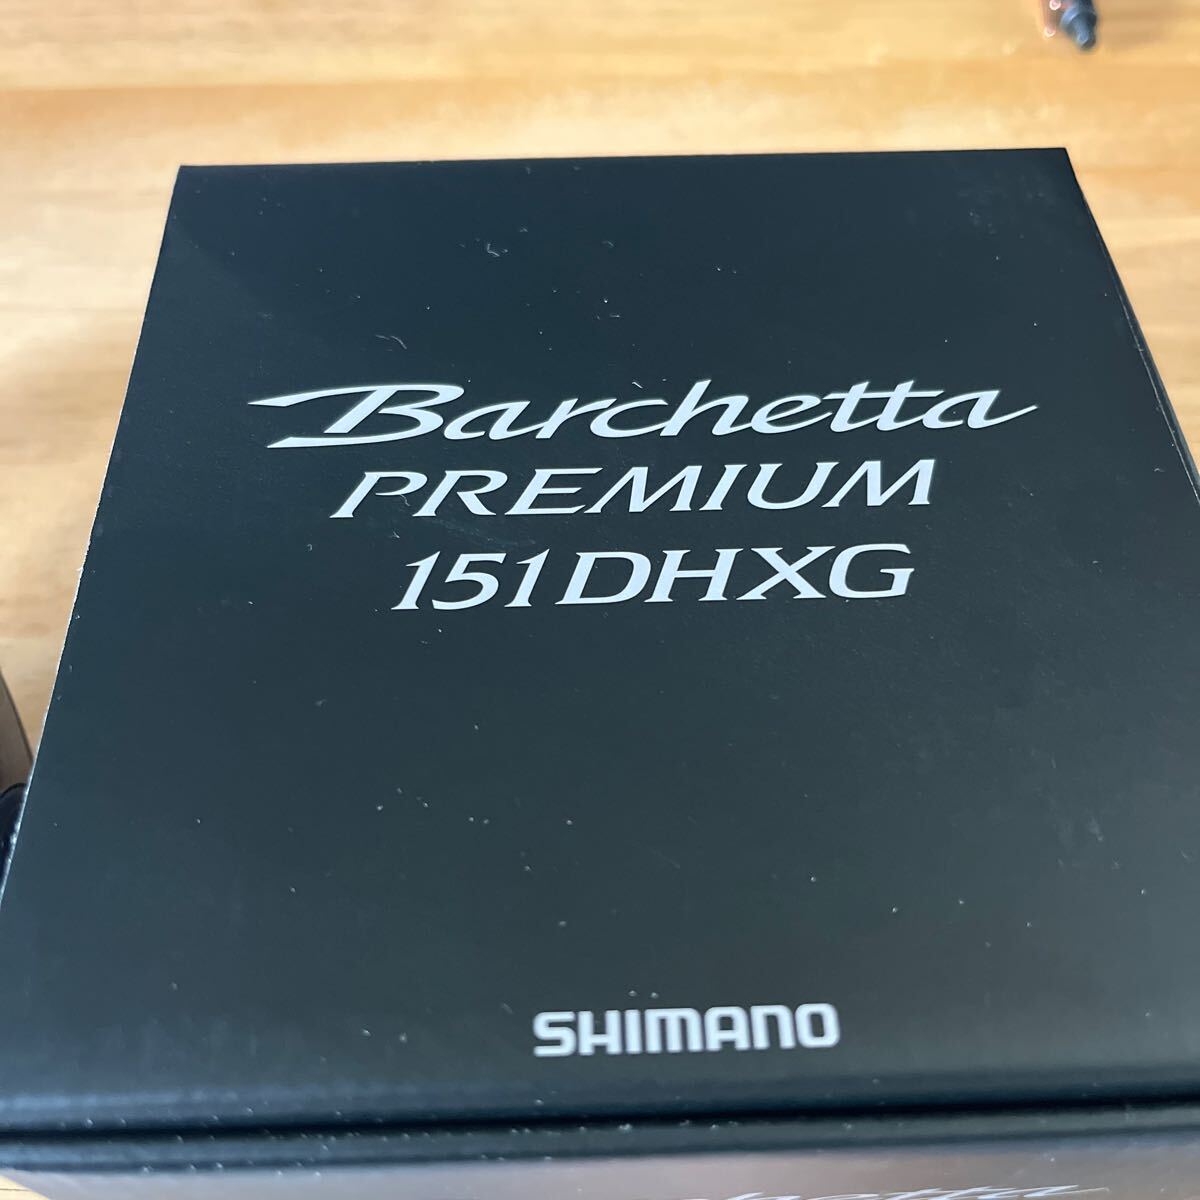 Barchetta
PREMIUM
151DHXG
SHIMANO